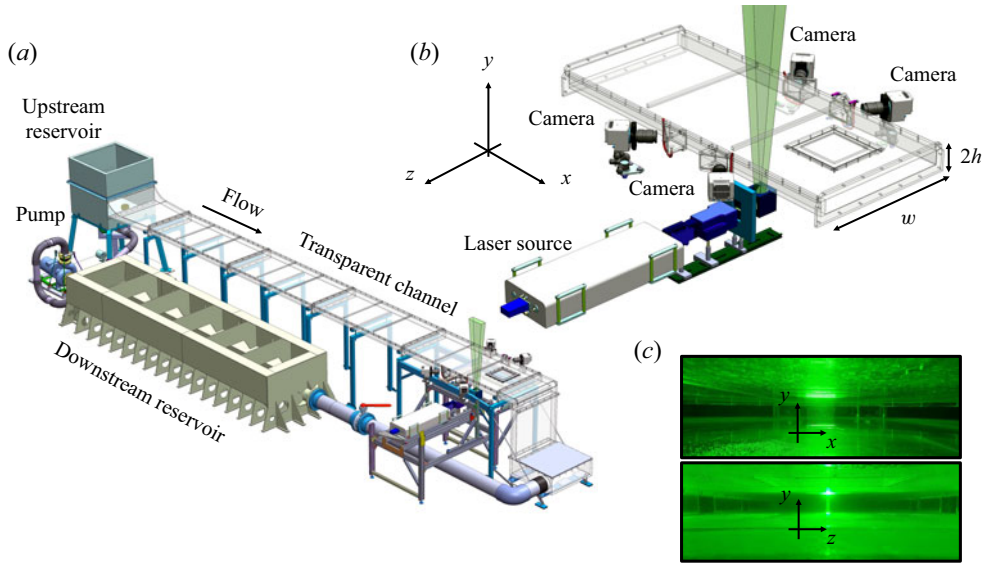 (a)
Upstream
reservoir
Pump
Flow
Transparent channel
Downstream reservoir
(b)
y
z
x
Camera
Camera
Camera
Camera
2h
w
Laser source
(c)
y
x
y
z